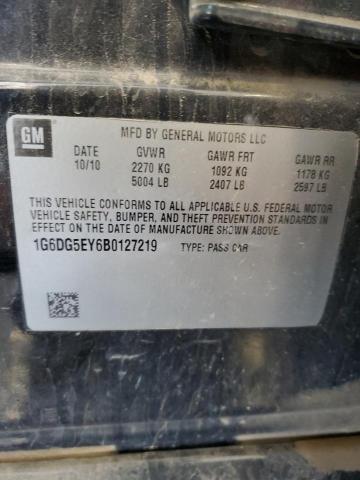 GM MFD BY GENERAL MOTORS LLC
DATE GVWR GAWR FRT GAWR RR
10/10 2270 KG 1092 KG 1178 KG
5004 LB 2407 LB 2597 LB
THIS VEHICLE CONFORMS TO ALL APPLICABLE U.S. FEDERAL MOTOR
VEHICLE SAFETY, BUMPER, AND THEFT PREVENTION STANDARDS IN
EFFECT ON THE DATE OF MANUFACTURE SHOWN ABOVE.
1G6DG5EY6B0127219 TYPE: PASS CAR